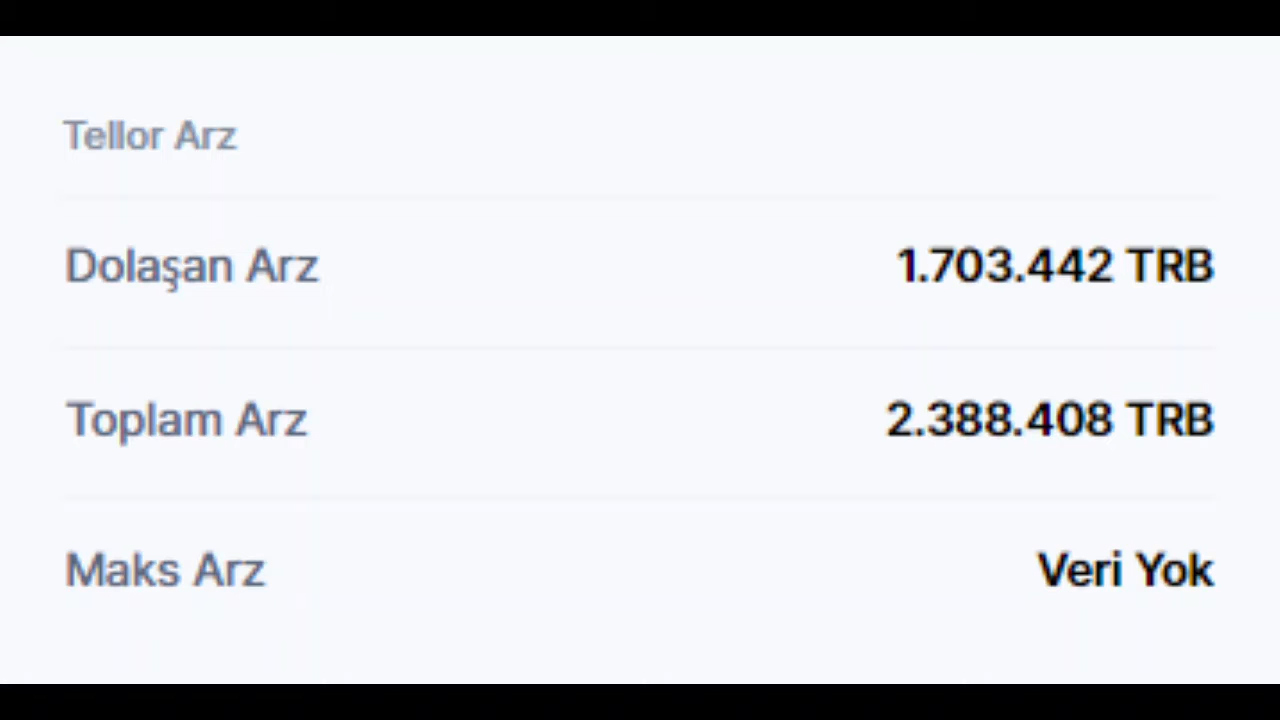 Tellor Arz
Dolaşan Arz 1.703.442 TRB
Toplam Arz 2.388.408 TRB
Maks Arz Veri Yok